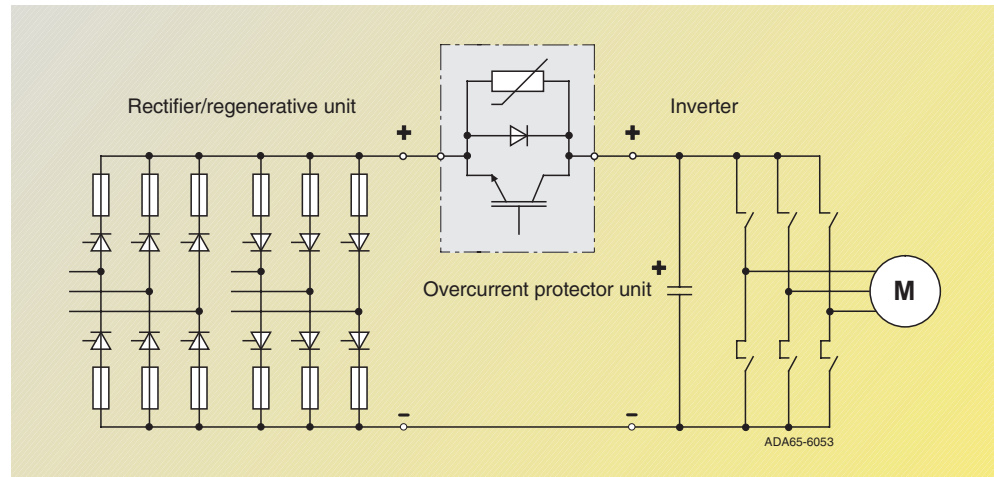 Rectifier/regenerative unit
Inverter
+
+
+
Overcurrent protector unit
M
-
-
ADA65-6053